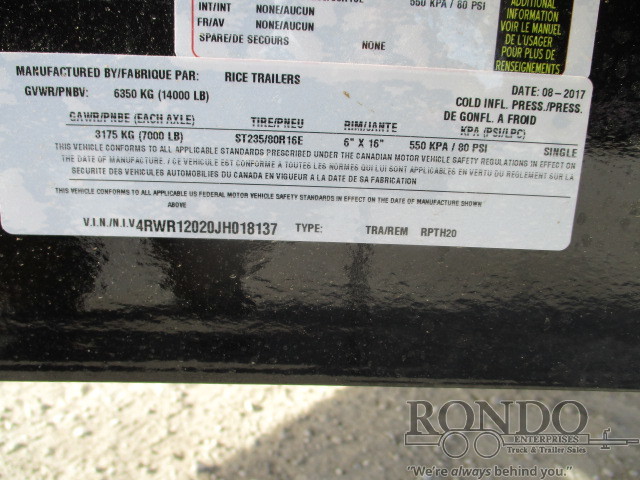 INT/INT NONE/AUCUN 550 KPA / 80 PSI
FR/AV NONE/AUCUN
SPARE/DE SECOURS NONE
ADDITIONAL
INFORMATION
VOIR LE MANUEL
DE L'USAGER
POUR PLUS DE
RENSEIGNEMENTS
MANUFACTURED BY/FABRIQUE PAR: RICE TRAILERS DATE: 08-2017
GVWR/PNBV: 6350 KG (14000 LB) COLD INFL. PRESS./PRESS.
DE GONFL. A FROID
GAWR/PNBE (EACH AXLE) TIRE/PNEU RIM/JANTE KPA (PSI/LPC)
3175 KG (7000 LB) ST235/80R16E 6" X 16" 550 KPA / 80 PSI SINGLE
THIS VEHICLE CONFORMS TO ALL STANDARDS PRESCRIBED UNDER THE CANADIAN MOTOR VEHICLE SAFETY REGULATIONS IN EFFECT ON
THE DATE OF MANUFACTURE. / CE VEHICULE EST CONFORME A TOUTES LES NORMES QUI LUI SONT APPLICABLES EN VERTU DU REGLEMENT SUR LA
SECURITE DES VEHICULES AUTOMOBILES DU CANADA EN VIGUEUR A LA DATE DE SA FABRICATION
THIS VEHICLE CONFORMS TO ALL APPLICABLE US FEDERAL MOTOR VEHICLE SAFETY STANDARDS IN EFFECT ON THE DATE OF MANUFACTURE SHOWN
ABOVE
V.I.N./N.I.V 4RWR12020JH018137 TYPE: TRA/REM RPTH20
RONDO
ENTERPRISES
Truck & Trailer Sales
"We're always behind you."